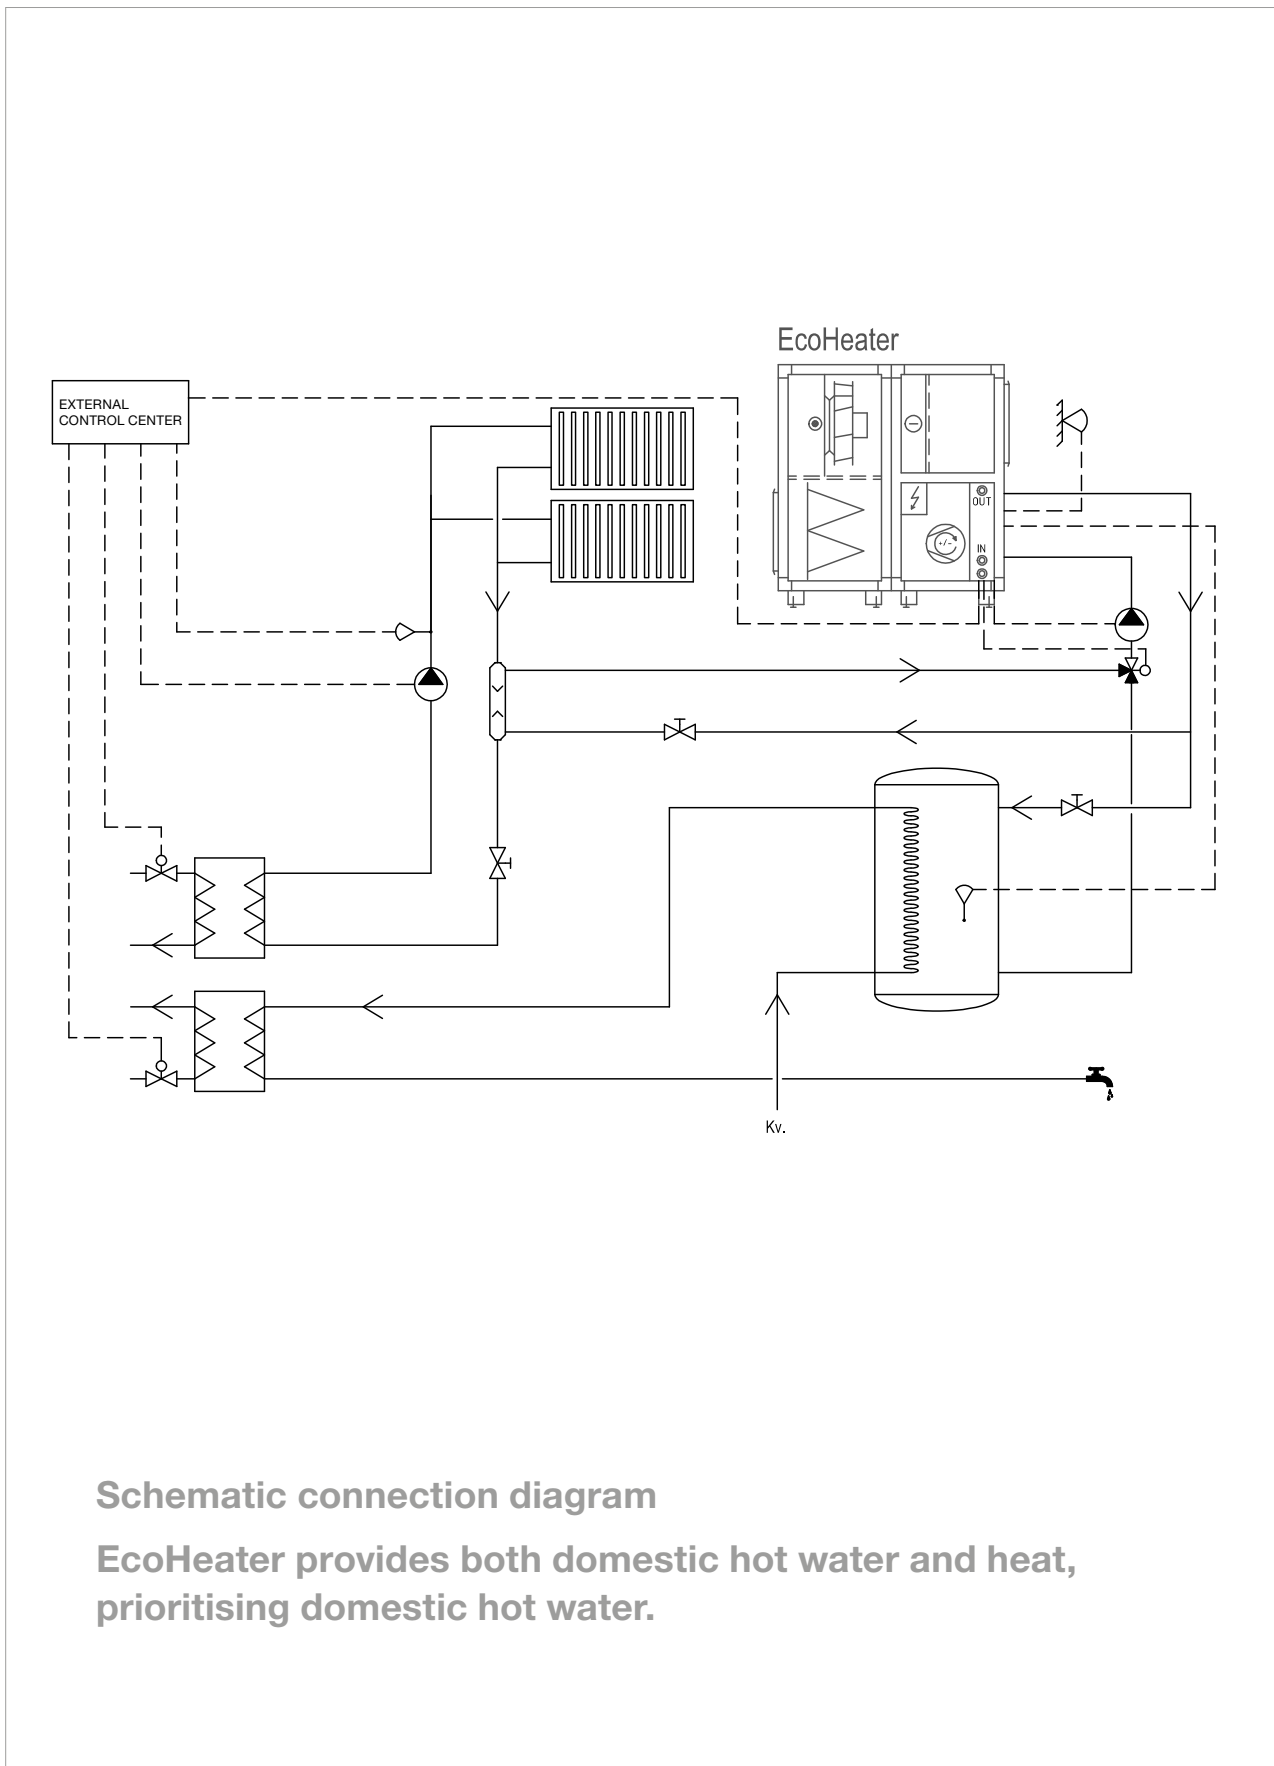 EcoHeater
EXTERNAL
CONTROL CENTER
OUT
IN
+/-
Kv.
Schematic connection diagram
EcoHeater provides both domestic hot water and heat,
prioritising domestic hot water.